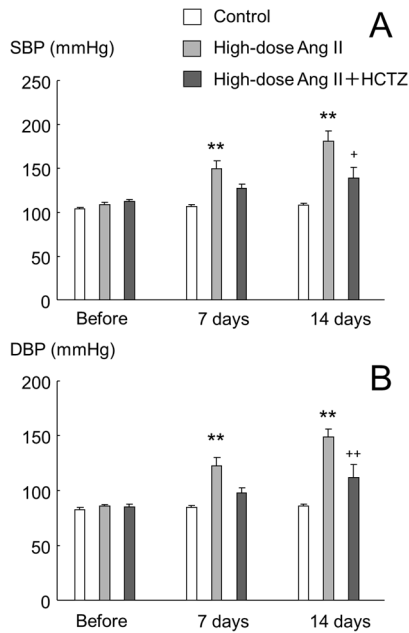 Control
A
SBP (mmHg)
High-dose Ang II
High-dose Ang II+HCTZ
250
200
150
100
50
0
**
**
+
Before
7 days
14 days
DBP (mmHg)
B
200
150
100
50
0
**
**
++
Before
7 days
14 days